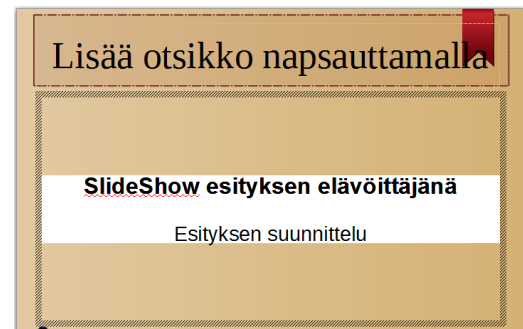 Lisää otsikko napsauttamalla
SlideShow esityksen elävöittäjänä
Esityksen suunnittelu